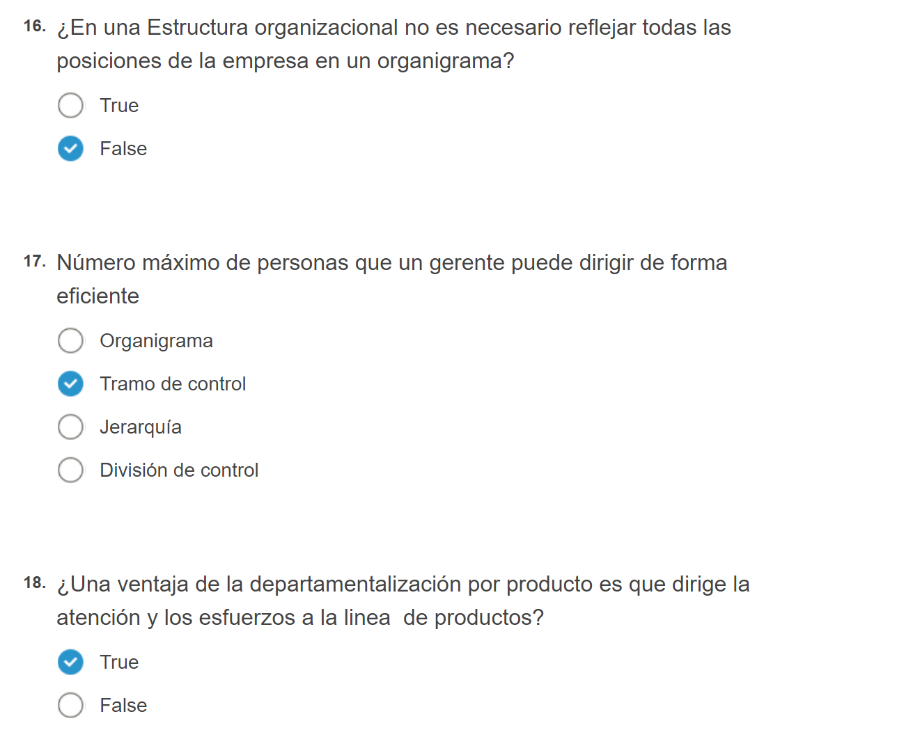 16. ¿En una Estructura organizacional no es necesario reflejar todas las
posiciones de la empresa en un organigrama?
True
False
17. Número máximo de personas que un gerente puede dirigir de forma
eficiente
Organigrama
Tramo de control
Jerarquía
División de control
18. ¿Una ventaja de la departamentalización por producto es que dirige la
atención y los esfuerzos a la linea  de productos?
True
False